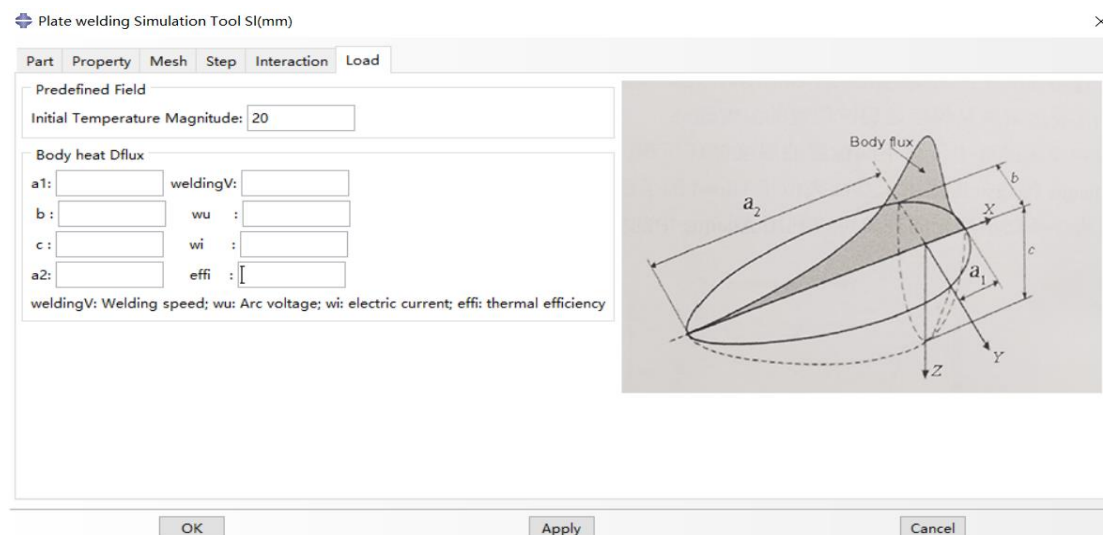 Plate welding Simulation Tool Sl(mm)
Part Property Mesh Step Interaction Load
Predefined Field
Initial Temperature Magnitude: 20
Body heat Dflux
a1: weldingV:
b : wu :
c : wi :
a2: effi :
weldingV: Welding speed; wu: Arc voltage; wi: electric current; effi: thermal efficiency
Body flux
b
a2
X
c
a1
Y
Z
OK Apply Cancel